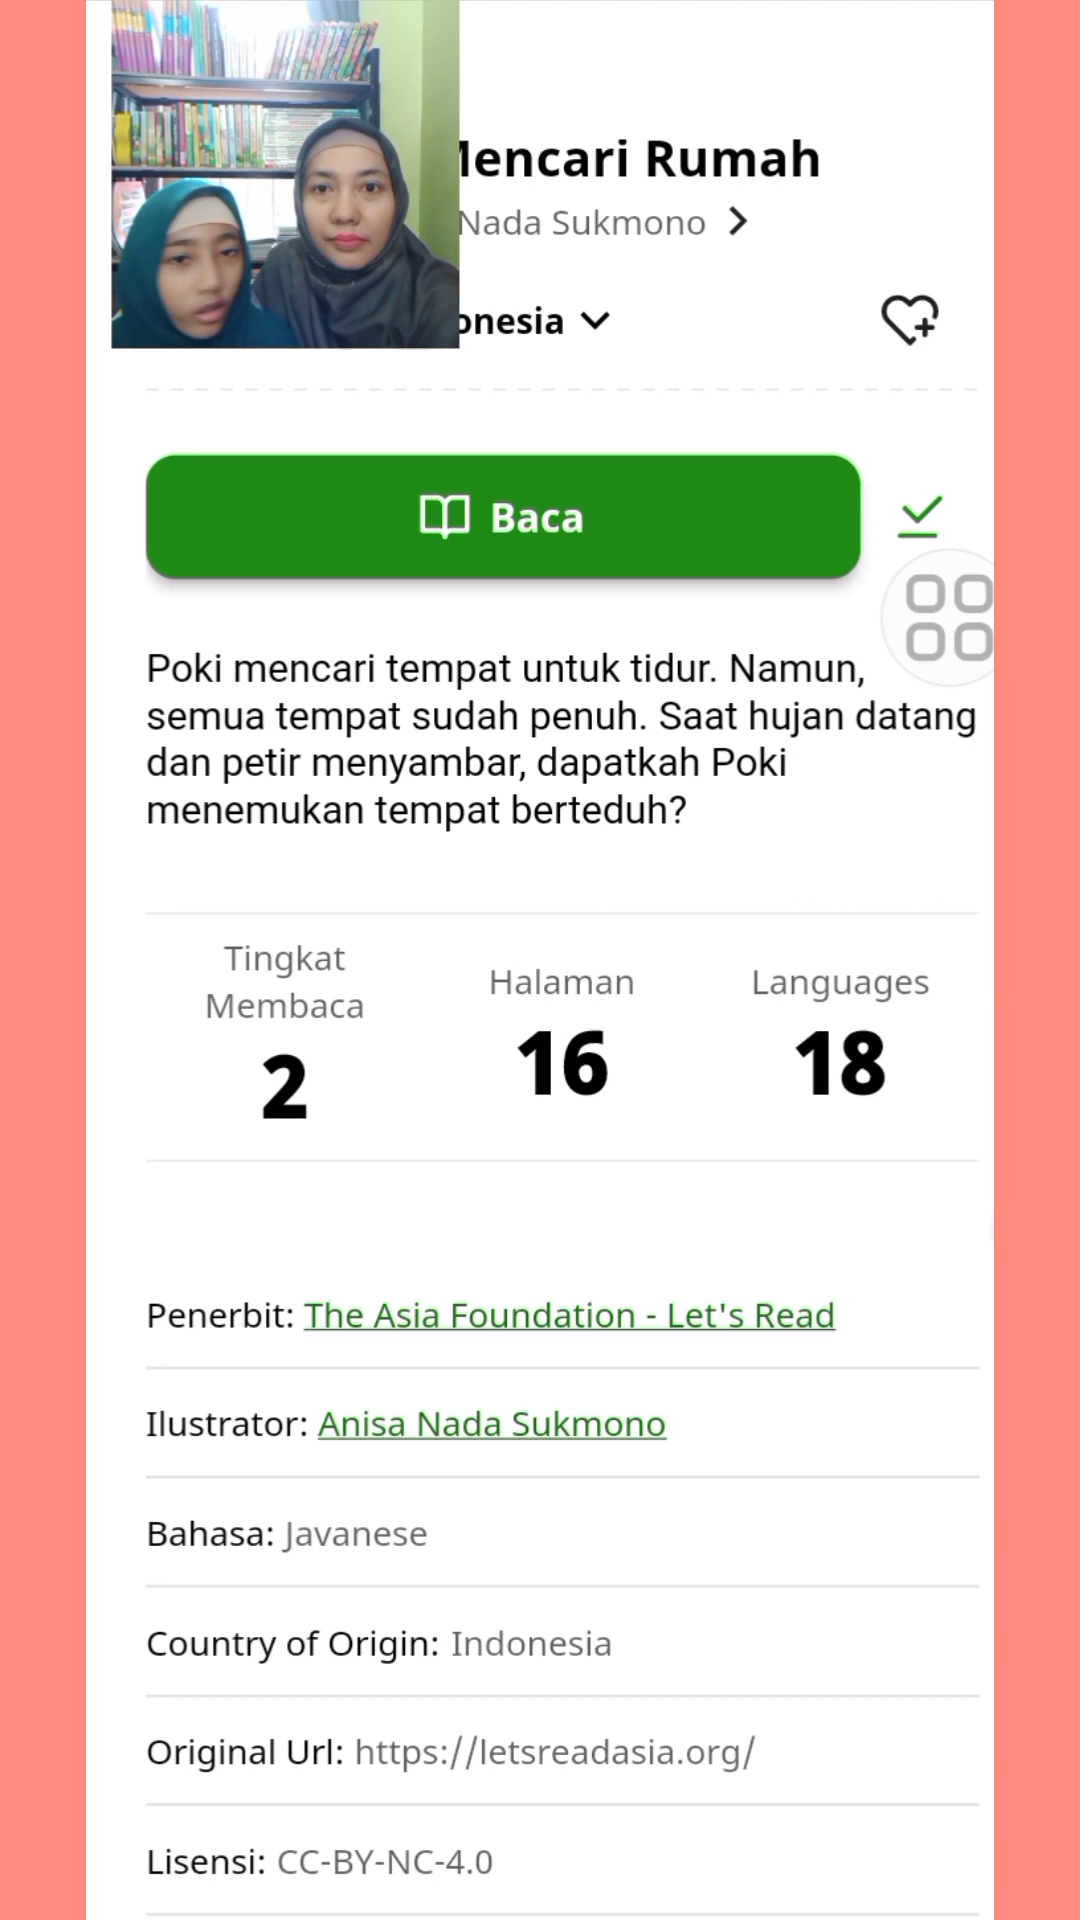 Mencari Rumah
Nada Sukmono
onesia
Baca
Poki mencari tempat untuk tidur. Namun,
semua tempat sudah penuh. Saat hujan datang
dan petir menyambar, dapatkah Poki
menemukan tempat berteduh?
Tingkat
Membaca
2
Halaman
16
Languages
18
Penerbit: The Asia Foundation - Let's Read
Ilustrator: Anisa Nada Sukmono
Bahasa: Javanese
Country of Origin: Indonesia
Original Url: https://letsreadasia.org/
Lisensi: CC-BY-NC-4.0